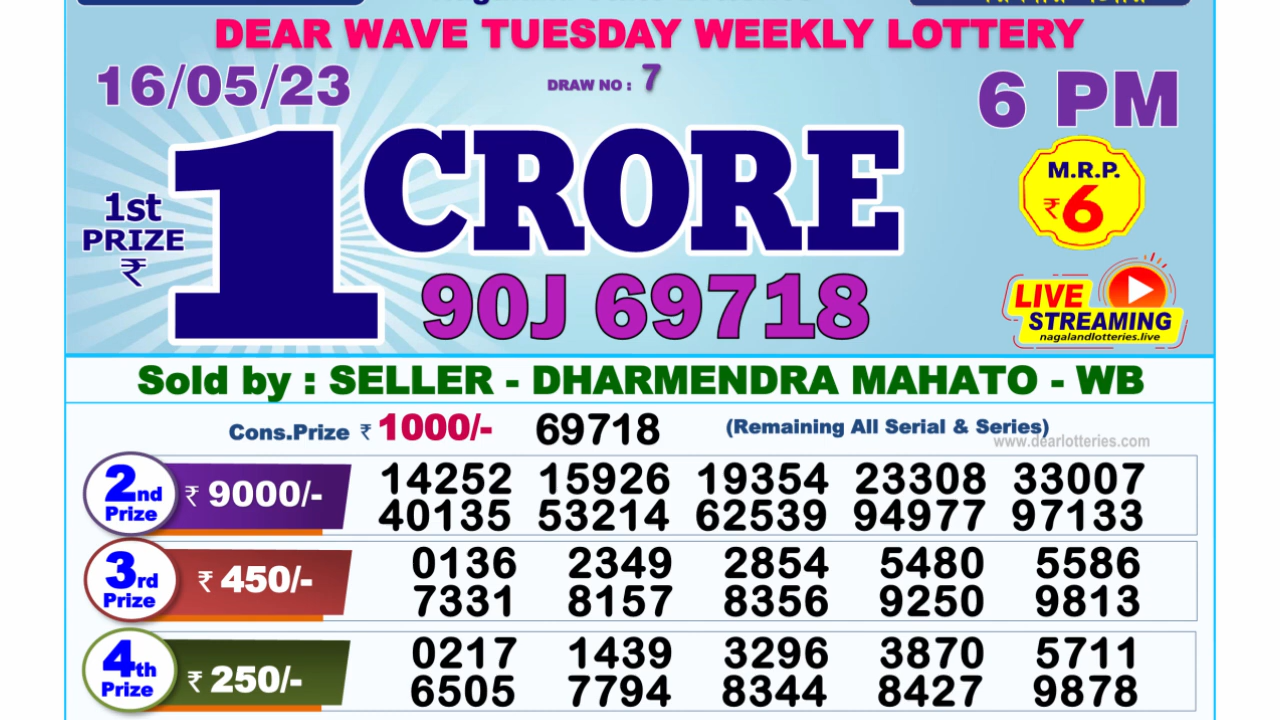 DEAR WAVE TUESDAY WEEKLY LOTTERY
16/05/23
DRAW NO : 7
6 PM
1st PRIZE ₹ 1 CRORE
90J 69718
M.R.P. ₹6
LIVE STREAMING
nagalandlotteries.live
Sold by : SELLER - DHARMENDRA MAHATO - WB
Cons.Prize ₹ 1000/- 69718 (Remaining All Serial & Series)
www.dearlotteries.com
2nd Prize ₹ 9000/-
14252 15926 19354 23308 33007
40135 53214 62539 94977 97133
3rd Prize ₹ 450/-
0136 2349 2854 5480 5586
7331 8157 8356 9250 9813
4th Prize ₹ 250/-
0217 1439 3296 3870 5711
6505 7794 8344 8427 9878